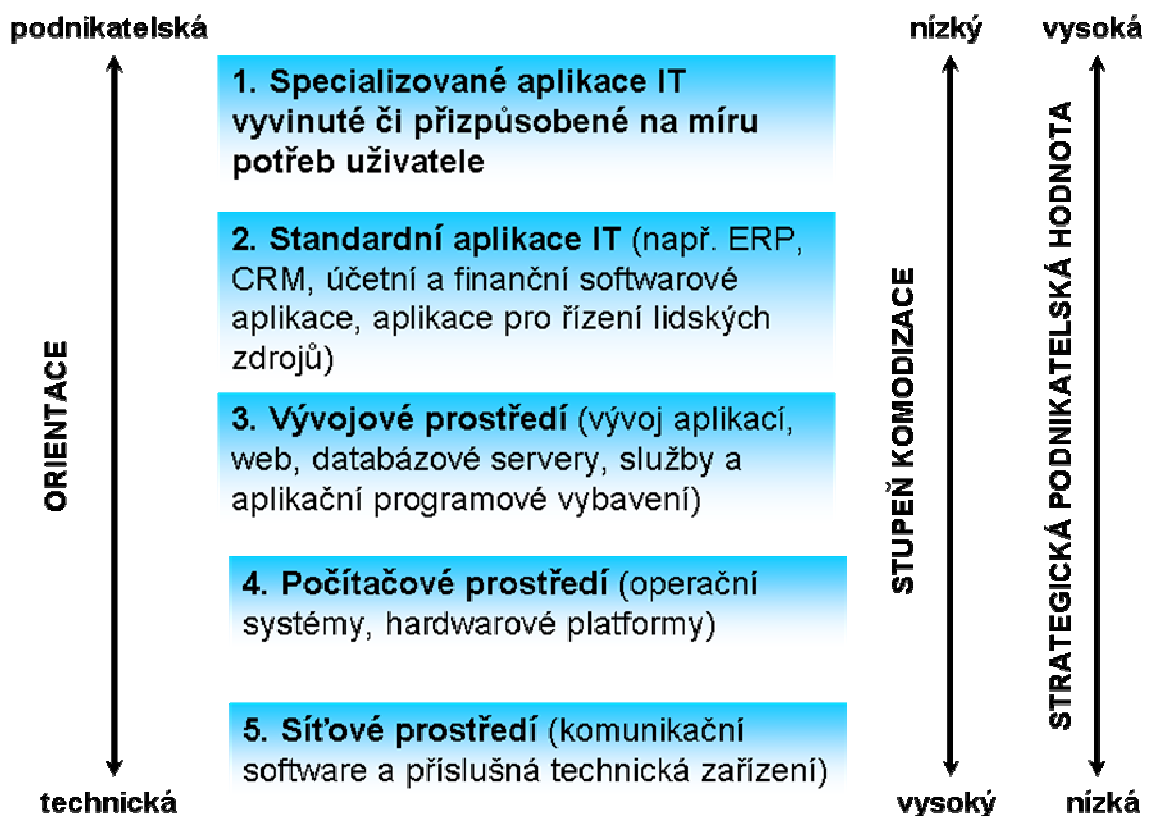 podnikatelská
nízký
vysoká
1. Specializované aplikace IT
vyvinuté či přizpůsobené na míru
potřeb uživatele
2. Standardní aplikace IT (např. ERP,
CRM, účetní a finanční softwarové
aplikace, aplikace pro řízení lidských
zdrojů)
3. Vývojové prostředí (vývoj aplikací,
web, databázové servery, služby a
aplikační programové vybavení)
4. Počítačové prostředí (operační
systémy, hardwarové platformy)
5. Síťové prostředí (komunikační
software a příslušná technická zařízení)
ORIENTACE
STUPEŇ KOMODIZACE
STRATEGICKÁ PODNIKATELSKÁ HODNOTA
technická
vysoký
nízká